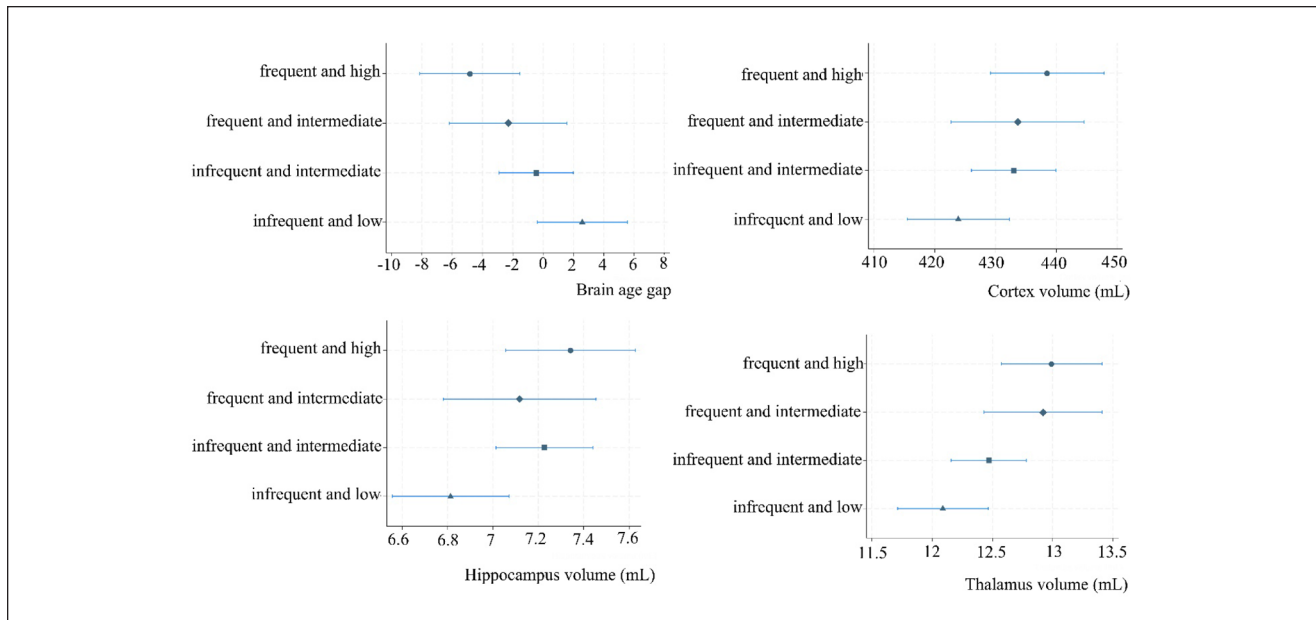 frequent and high
frequent and intermediate
infrequent and intermediate
infrequent and low
-10 -8 -6 -4 -2 0 2 4 6 8
Brain age gap
frequent and high
frequent and intermediate
infrequent and intermediate
infrequent and low
410 420 430 440 450
Cortex volume (mL)
frequent and high
frequent and intermediate
infrequent and intermediate
infrequent and low
6.6 6.8 7 7.2 7.4 7.6
Hippocampus volume (mL)
frequent and high
frequent and intermediate
infrequent and intermediate
infrequent and low
11.5 12 12.5 13 13.5
Thalamus volume (mL)